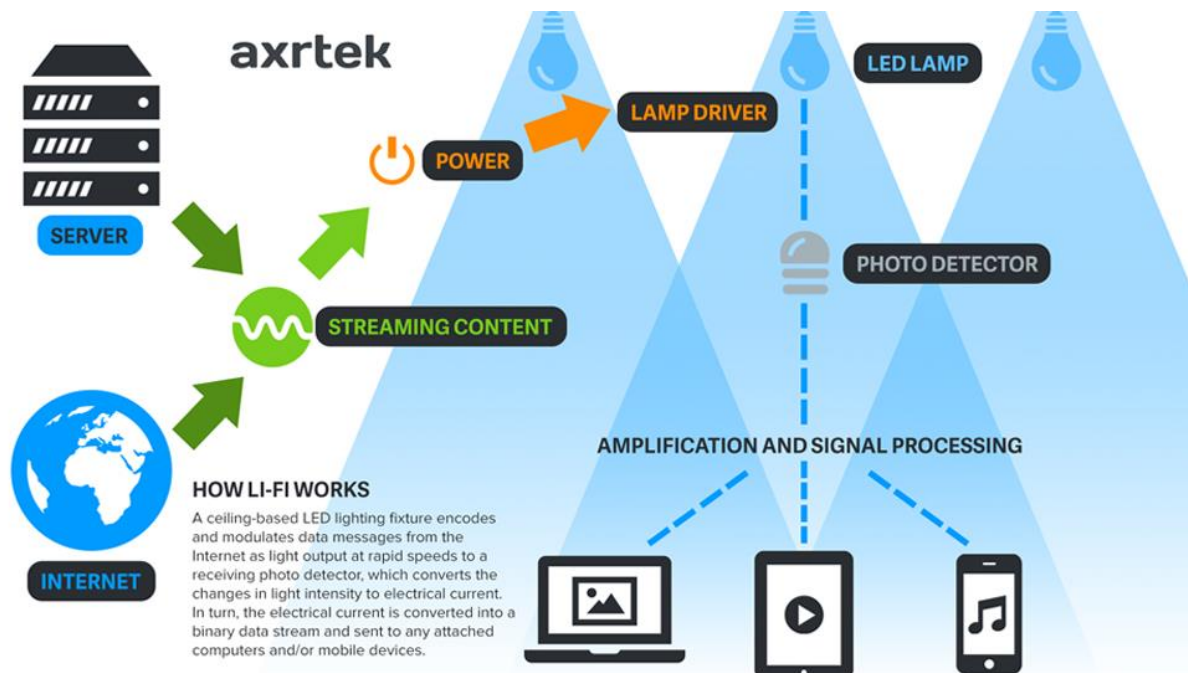 axrtek
LED LAMP
LAMP DRIVER
POWER
SERVER
PHOTO DETECTOR
STREAMING CONTENT
AMPLIFICATION AND SIGNAL PROCESSING
HOW LI-FI WORKS
A ceiling-based LED lighting fixture encodes
and modulates data messages from the
Internet as light output at rapid speeds to a
receiving photo detector, which converts the
changes in light intensity to electrical current.
In turn, the electrical current is converted into a
binary data stream and sent to any attached
computers and/or mobile devices.
INTERNET